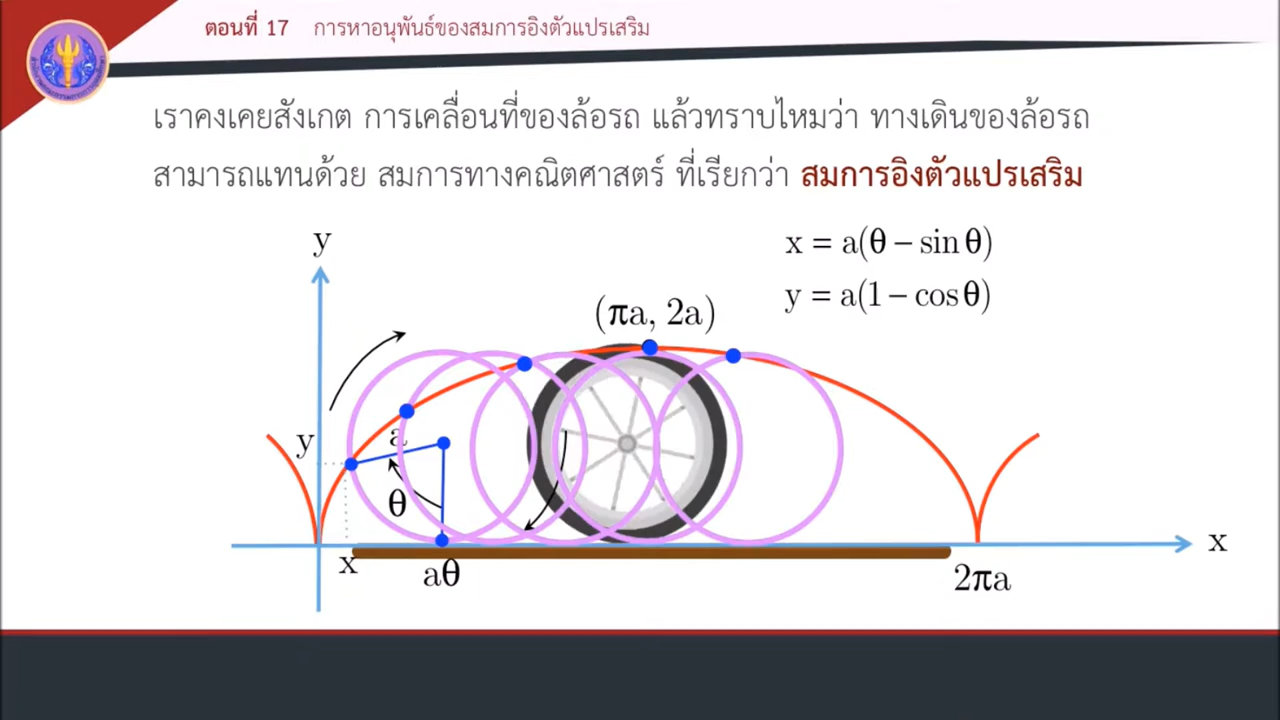 ตอนที่ 17 การหาอนุพันธ์ของสมการอิงตัวแปรเสริม
เราคงเคยสังเกต การเคลื่อนที่ของล้อรถ แล้วทราบไหมว่า ทางเดินของล้อรถ
สามารถแทนด้วย สมการทางคณิตศาสตร์ ที่เรียกว่า สมการอิงตัวแปรเสริม
y
x = a(θ – sin θ)
y = a(1 – cos θ)
(πa, 2a)
y
a
θ
x
x
aθ
2πa